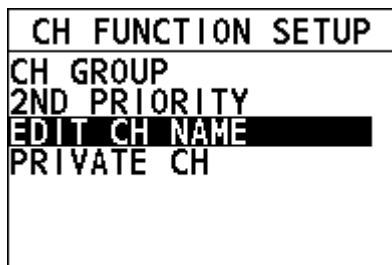 CH FUNCTION SETUP
CH GROUP
2ND PRIORITY
EDIT CH NAME
PRIVATE CH